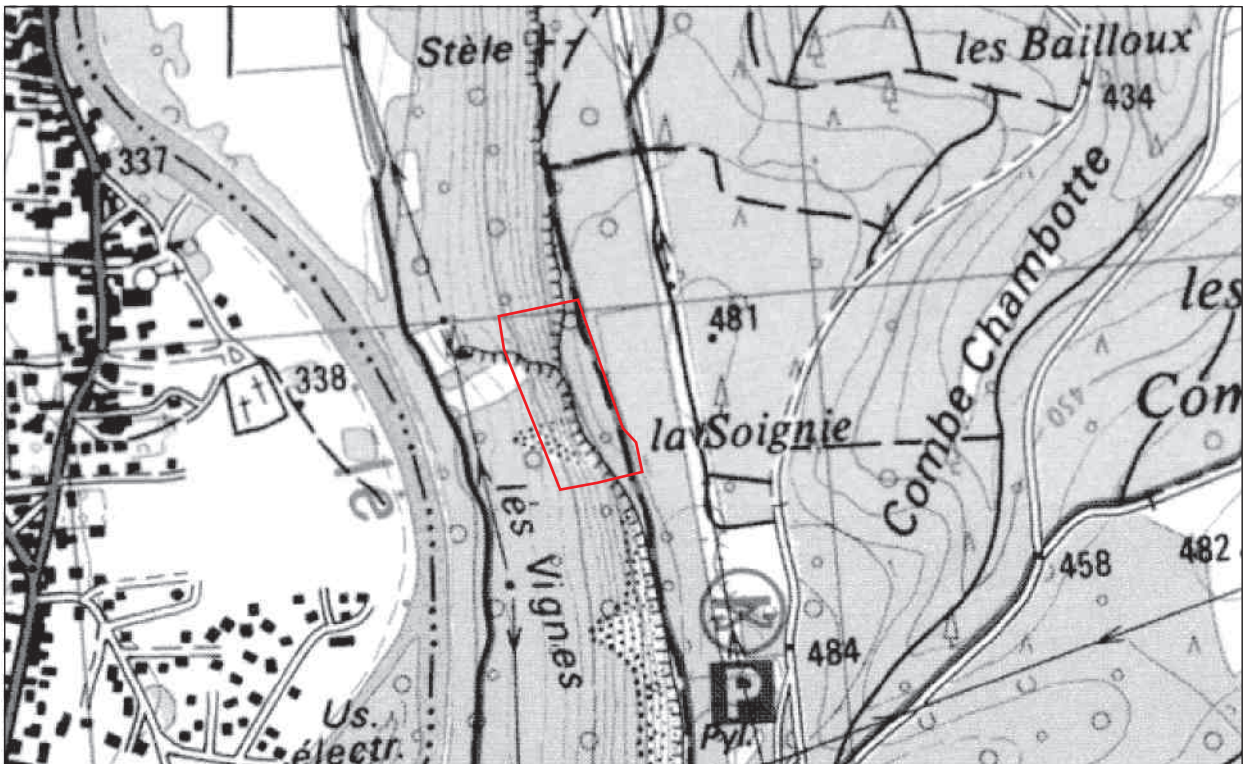 Stèle
les Bailloux
434
337
Combe Chambotte
les
481
338
Com
la Soignie
450
les Vignes
458
482
484
P
Pyl.
Us.
électr.